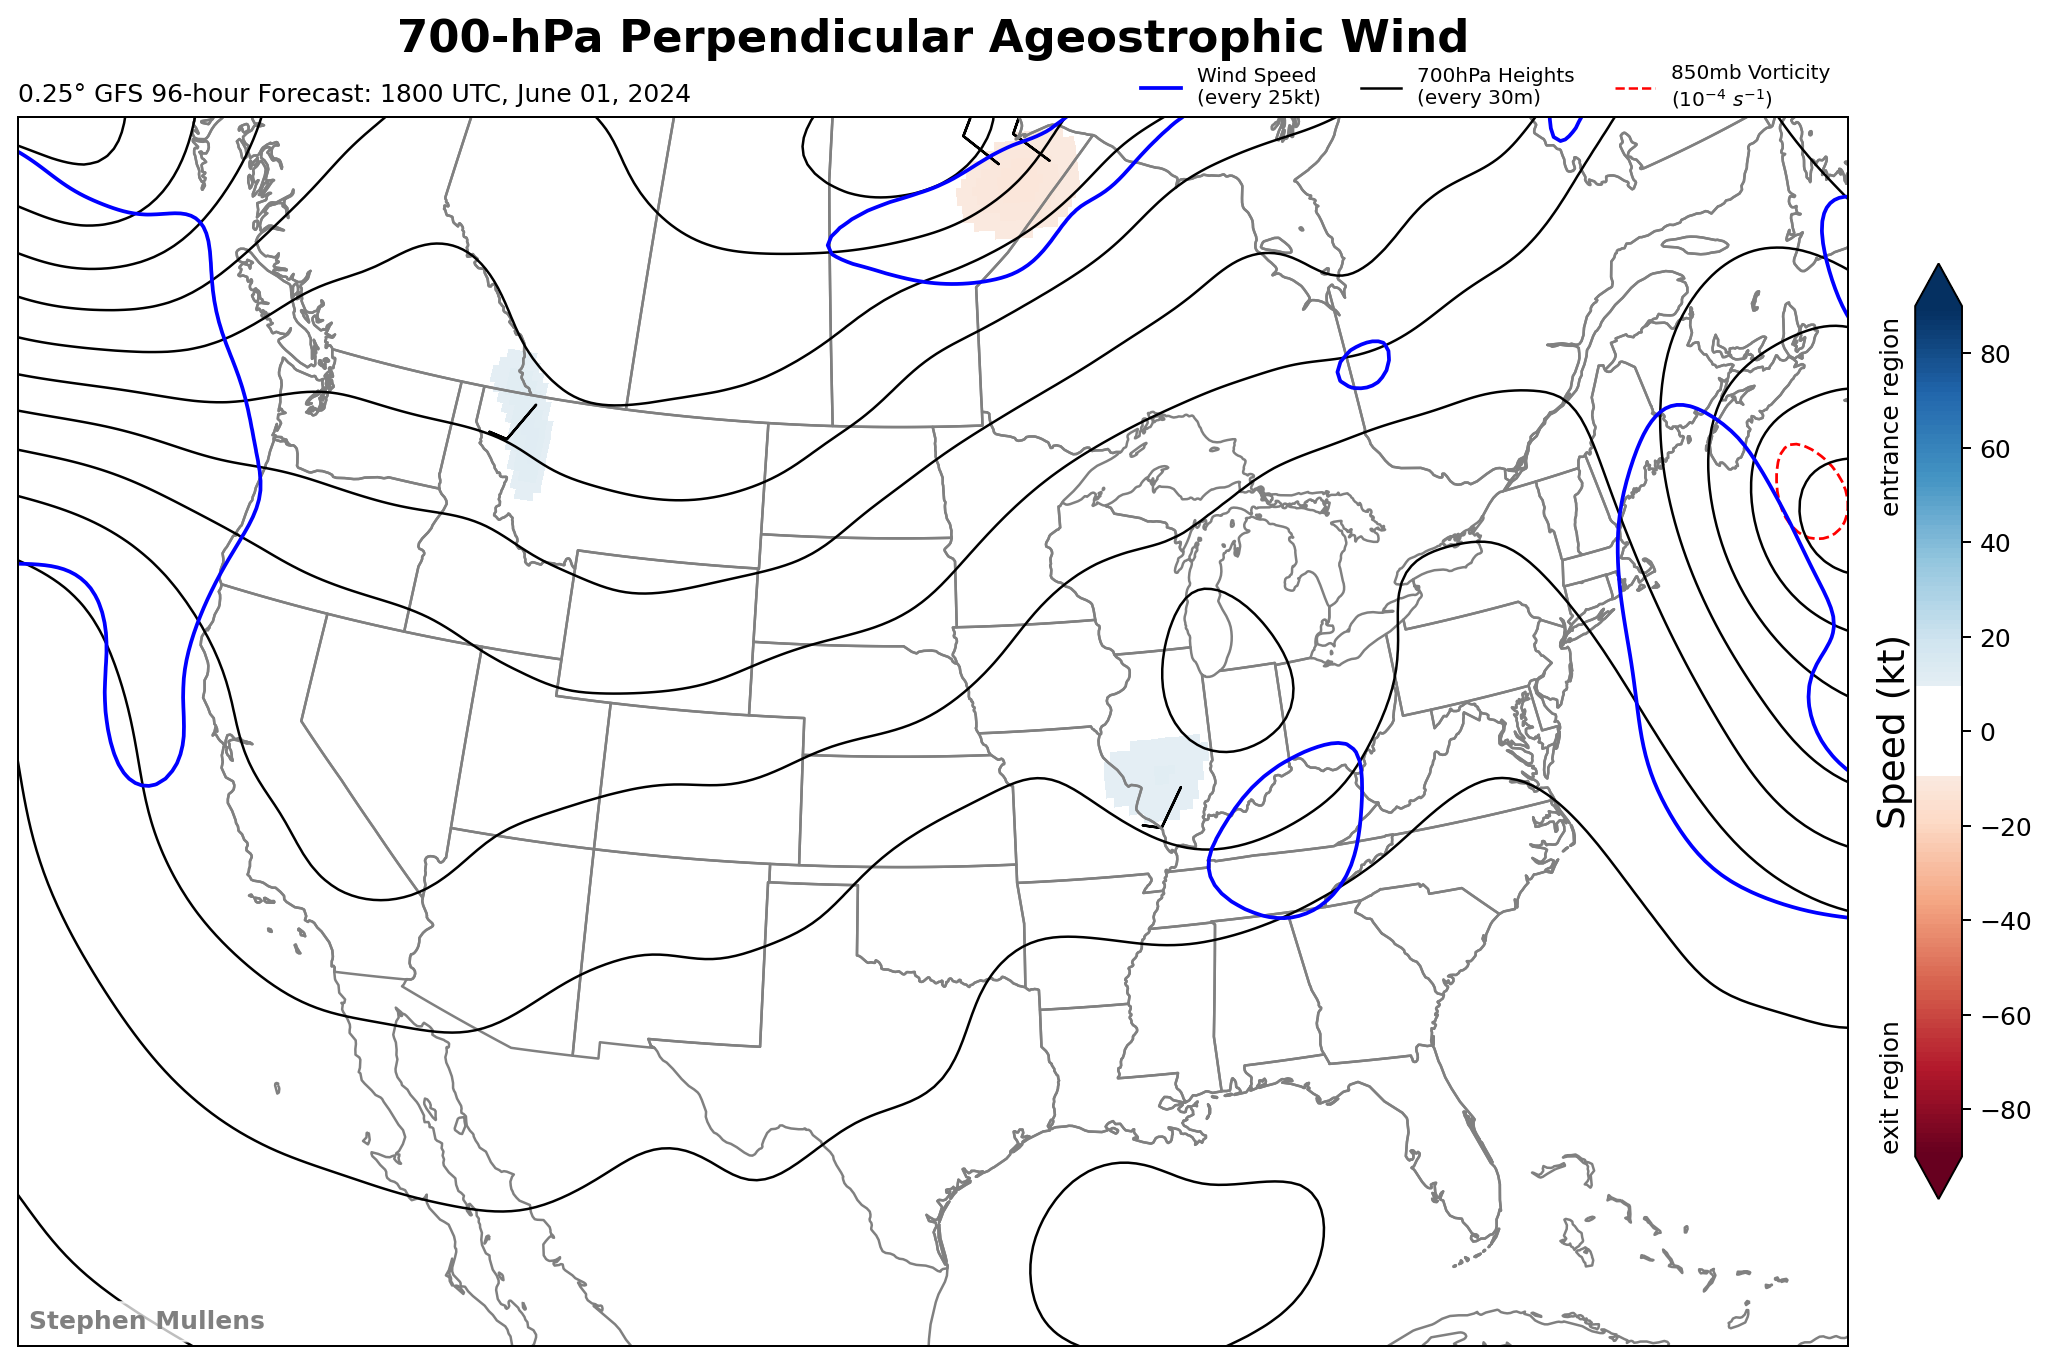 700-hPa Perpendicular Ageostrophic Wind
0.25° GFS 96-hour Forecast: 1800 UTC, June 01, 2024
Wind Speed
(every 25kt)
700hPa Heights
(every 30m)
850mb Vorticity
(10⁻⁴ s⁻¹)
entrance region
Speed (kt)
exit region
80
60
40
20
0
−20
−40
−60
−80
Stephen Mullens